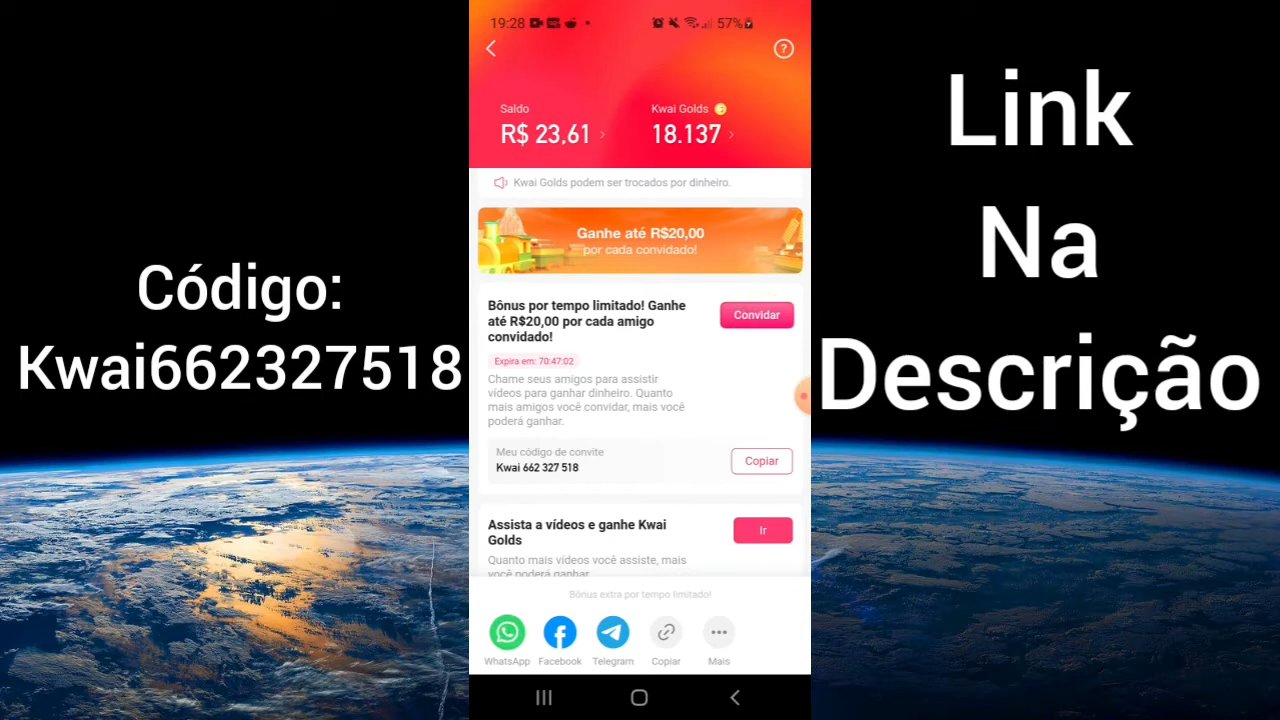 Código:
Kwai662327518
19:28
57%
Saldo
Kwai Golds
R$ 23,61
18.137
Kwai Golds podem ser trocados por dinheiro.
Ganhe até R$20,00
por cada convidado!
Bônus por tempo limitado! Ganhe
até R$20,00 por cada amigo
convidado!
Convidar
Expira em: 70:47:02
Chame seus amigos para assistir
vídeos para ganhar dinheiro. Quanto
mais amigos você convidar, mais você
poderá ganhar.
Meu código de convite
Kwai 662 327 518
Copiar
Assista a vídeos e ganhe Kwai
Golds
Ir
Quanto mais vídeos você assiste, mais
você poderá ganhar
Bônus extra por tempo limitado!
WhatsApp
Facebook
Telegram
Copiar
Mais
Link
Na
Descrição